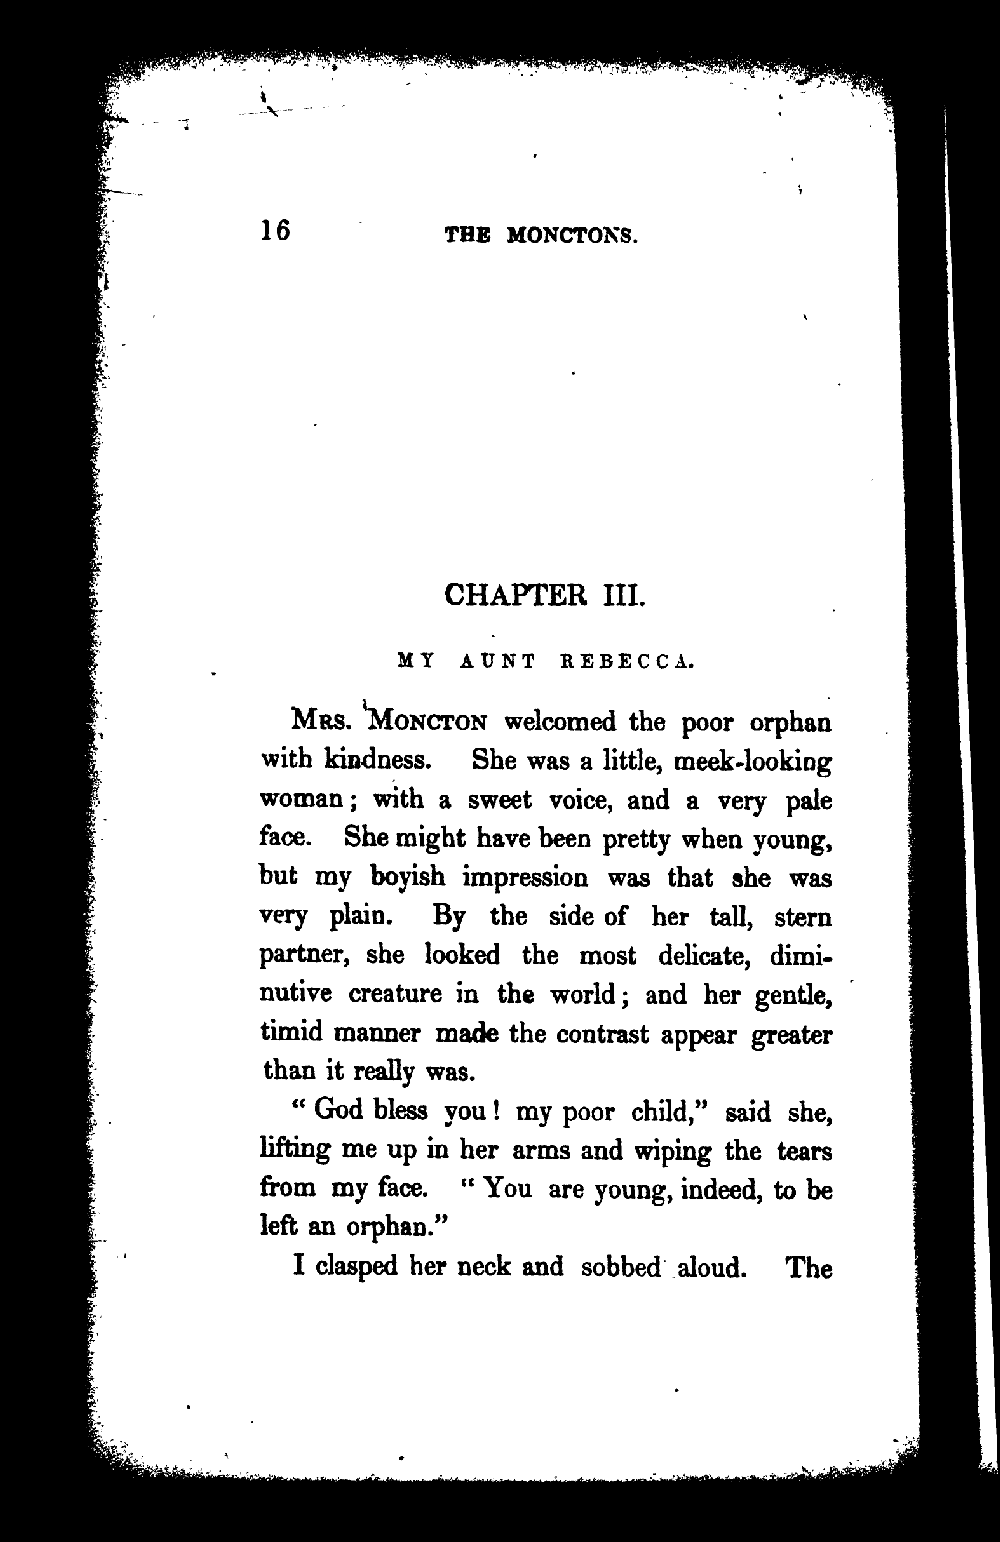 16 THE MONCTONS.
CHAPTER III.
MY AUNT REBECCA.
MRS. MONCTON welcomed the poor orphan
with kindness. She was a little, meek-looking
woman; with a sweet voice, and a very pale
face. She might have been pretty when young,
but my boyish impression was that she was
very plain. By the side of her tall, stern
partner, she looked the most delicate, dimi-
nutive creature in the world; and her gentle,
timid manner made the contrast appear greater
than it really was.
"God bless you! my poor child," said she,
lifting me up in her arms and wiping the tears
from my face. "You are young, indeed, to be
left an orphan."
I clasped her neck and sobbed aloud. The